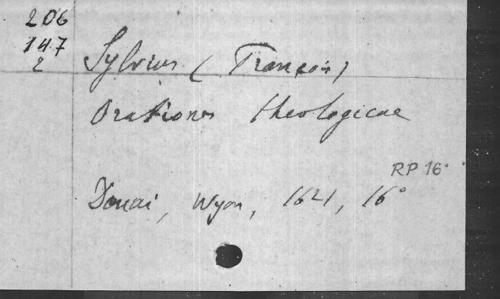 206
147
2
Sylvius (François)
Orationes theologicae
RP 16°
Douai, Wyon, 1621, 16°